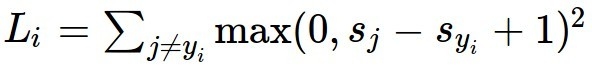 $L_i = \sum_{j \neq y_i} \max(0, s_j - s_{y_i} + 1)^2$